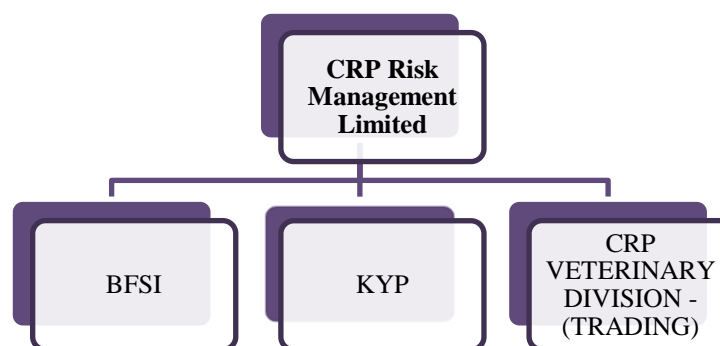 CRP Risk
Management
Limited
BFSI
KYP
CRP
VETERINARY
DIVISION -
(TRADING)